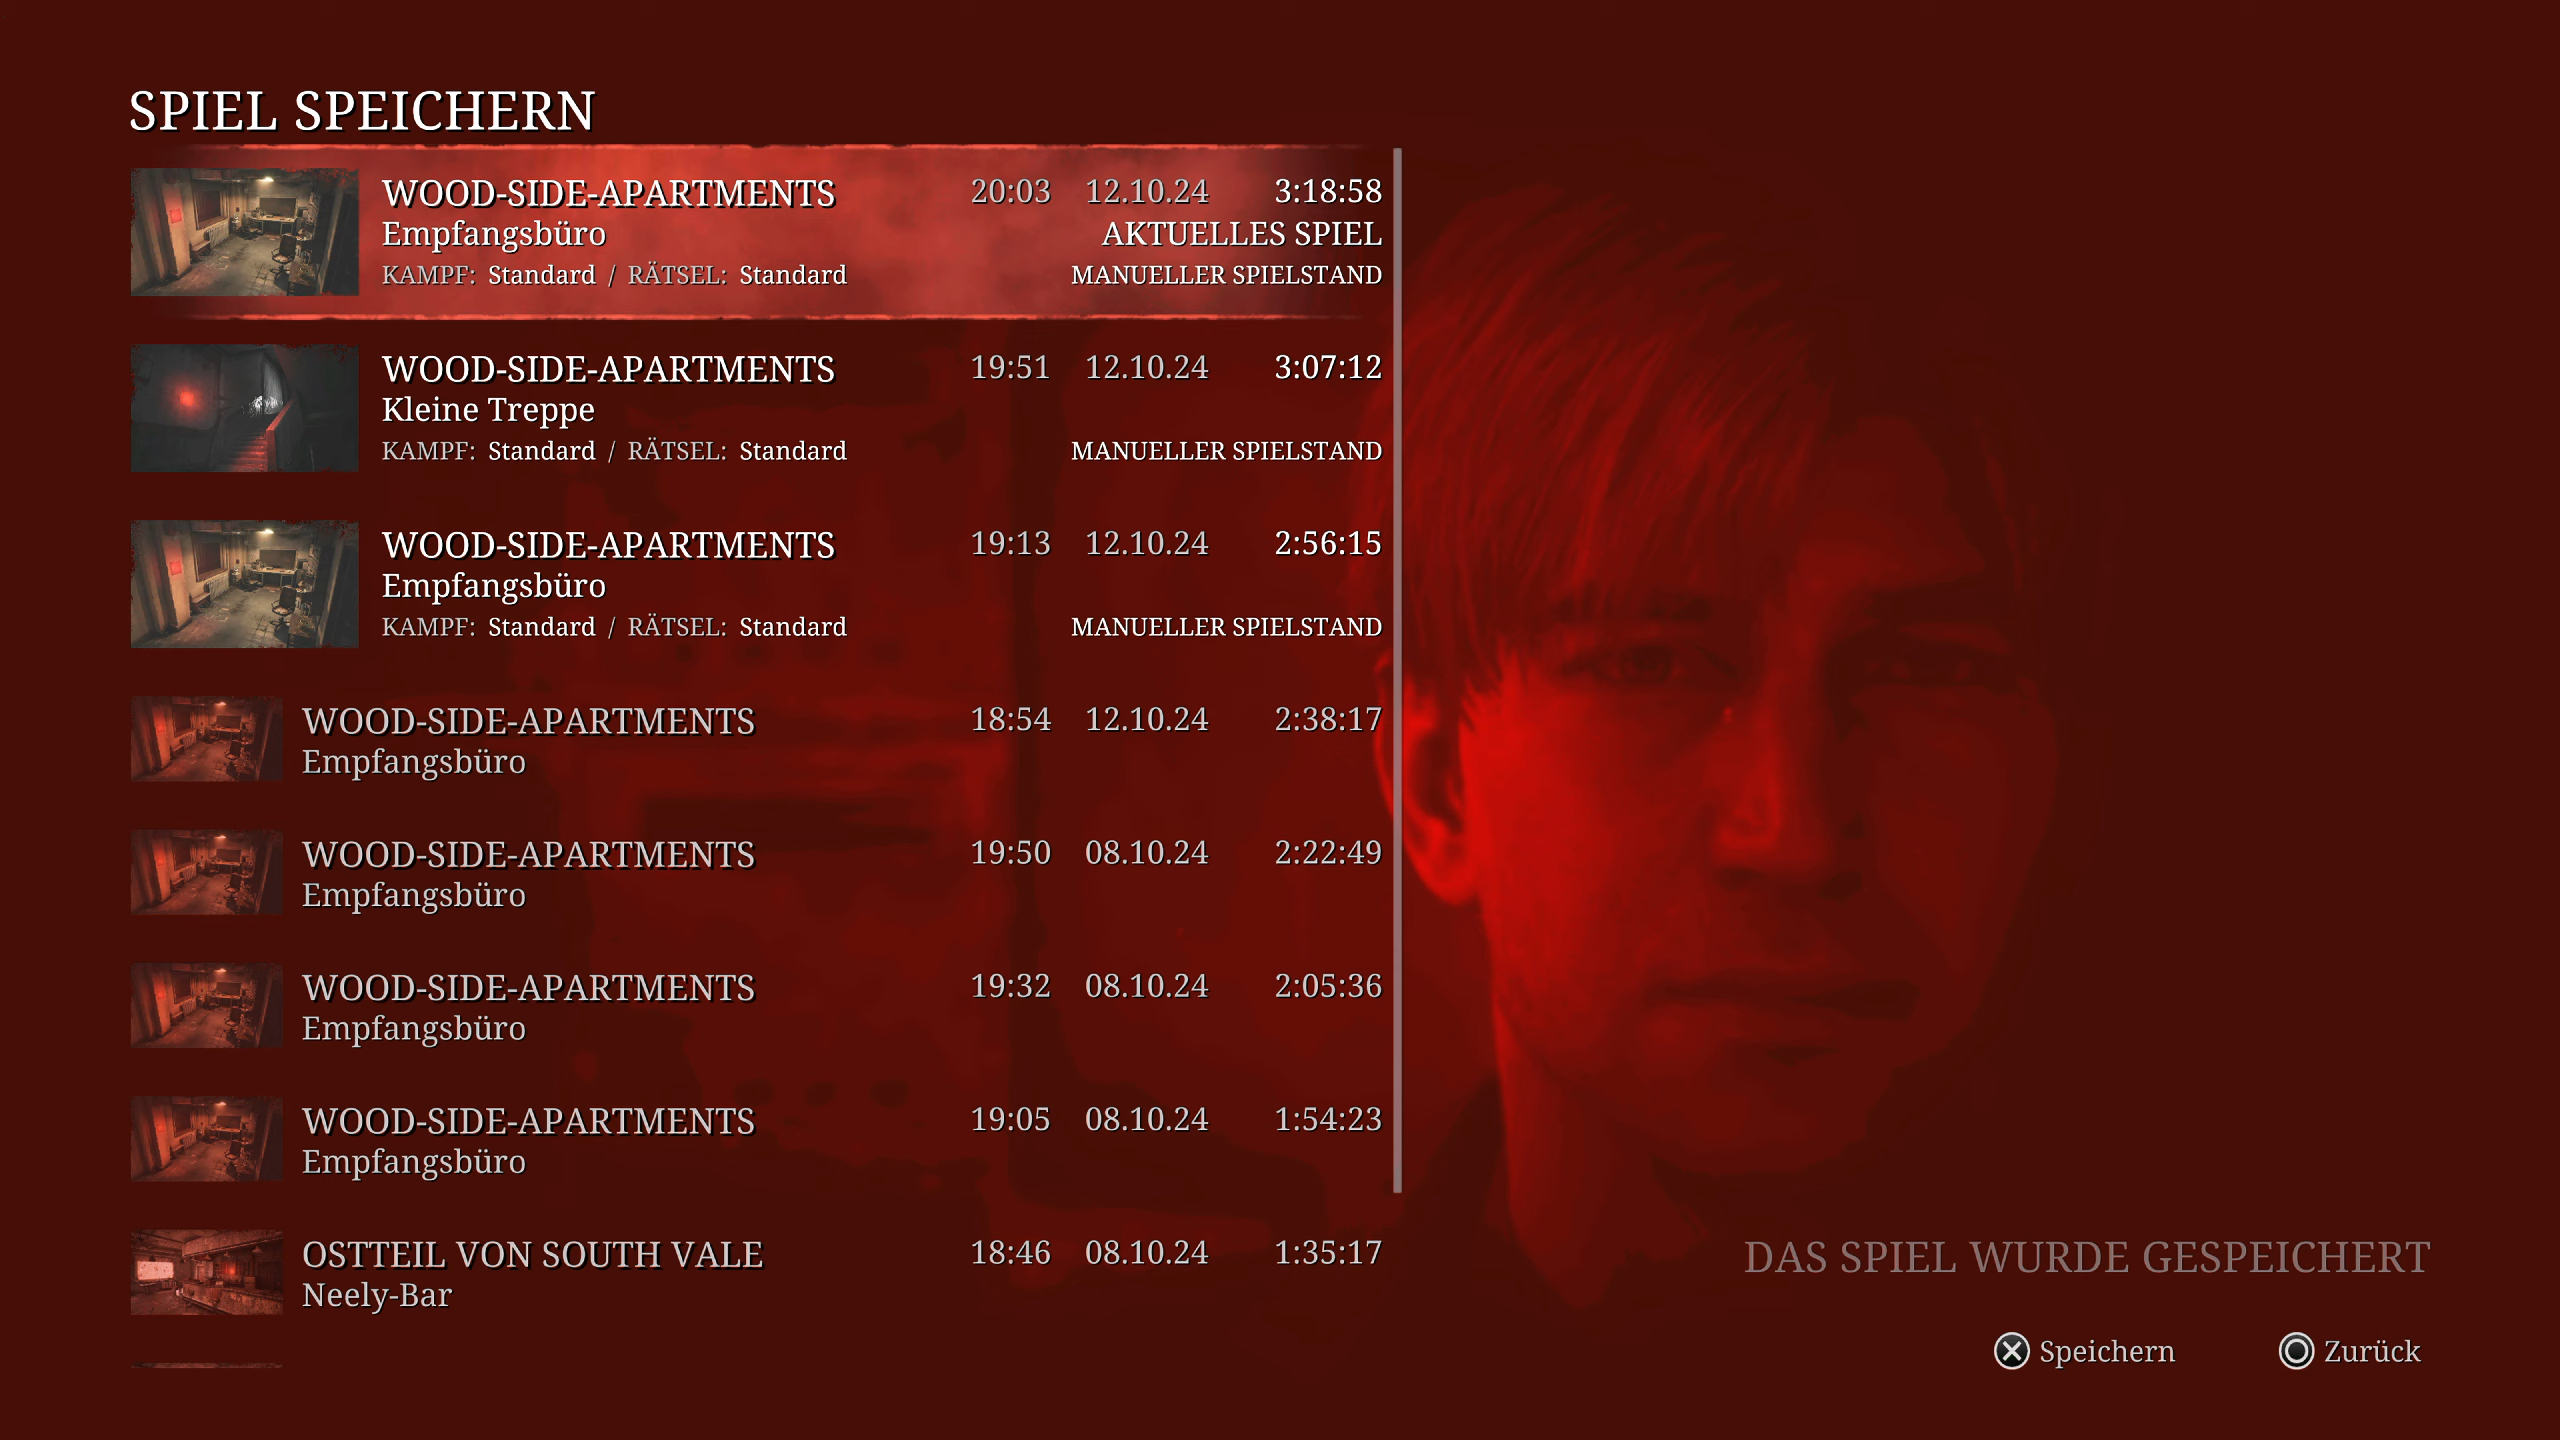 SPIEL SPEICHERN
WOOD-SIDE-APARTMENTS 20:03 12.10.24 3:18:58
Empfangsbüro AKTUELLES SPIEL
KAMPF: Standard / RÄTSEL: Standard MANUELLER SPIELSTAND
WOOD-SIDE-APARTMENTS 19:51 12.10.24 3:07:12
Kleine Treppe
KAMPF: Standard / RÄTSEL: Standard MANUELLER SPIELSTAND
WOOD-SIDE-APARTMENTS 19:13 12.10.24 2:56:15
Empfangsbüro
KAMPF: Standard / RÄTSEL: Standard MANUELLER SPIELSTAND
WOOD-SIDE-APARTMENTS 18:54 12.10.24 2:38:17
Empfangsbüro
WOOD-SIDE-APARTMENTS 19:50 08.10.24 2:22:49
Empfangsbüro
WOOD-SIDE-APARTMENTS 19:32 08.10.24 2:05:36
Empfangsbüro
WOOD-SIDE-APARTMENTS 19:05 08.10.24 1:54:23
Empfangsbüro
OSTTEIL VON SOUTH VALE 18:46 08.10.24 1:35:17
Neely-Bar
DAS SPIEL WURDE GESPEICHERT
Speichern Zurück